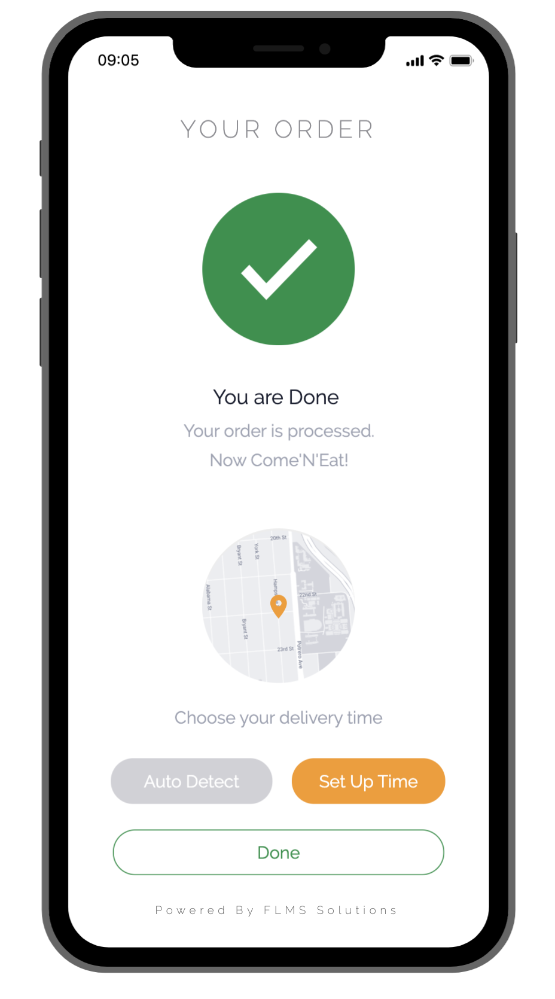 09:05
YOUR ORDER
You are Done
Your order is processed.
Now Come'N'Eat!
20th St
York St
Bryant St
Alabama St
22nd St
Bryant St
23rd St
Potrero Ave
Choose your delivery time
Auto Detect
Set Up Time
Done
Powered By FLMS Solutions